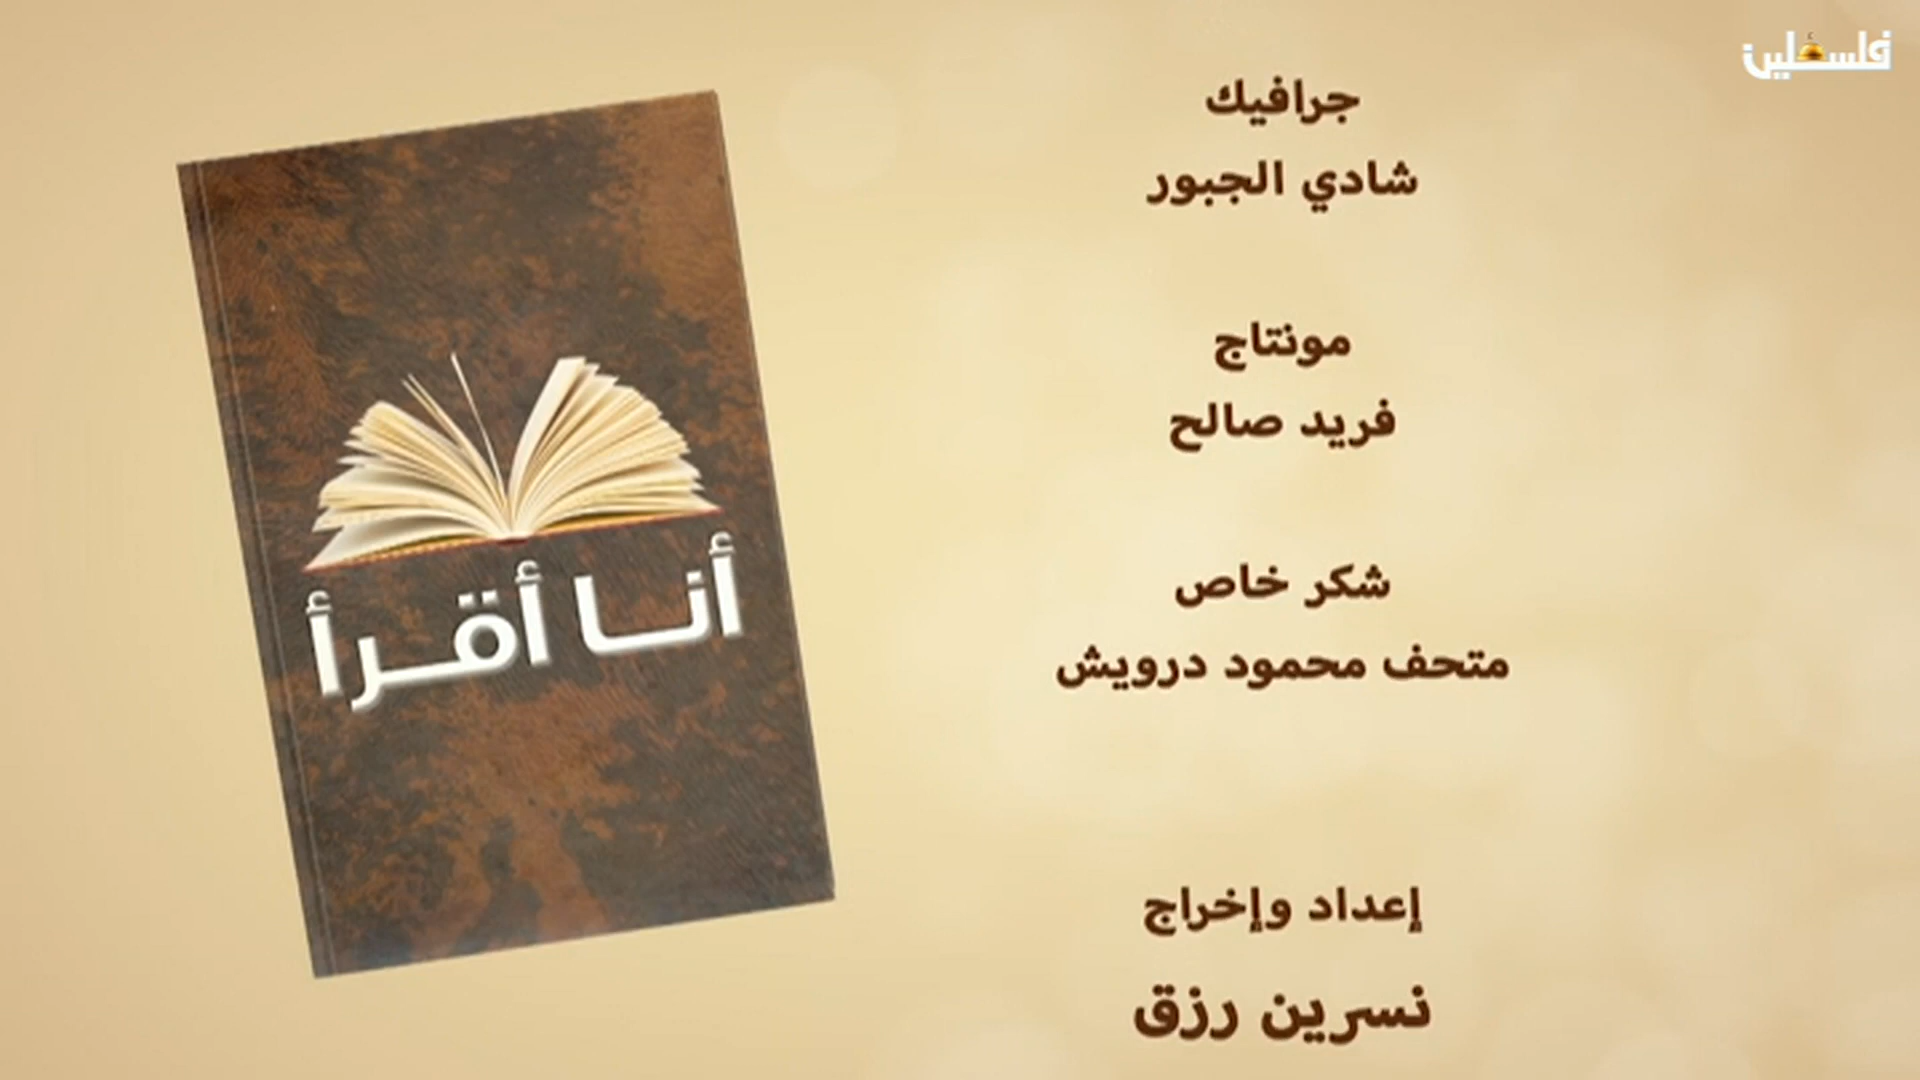 فلسطين
جرافيك
شادي الجبور
مونتاج
فريد صالح
شكر خاص
متحف محمود درويش
إعداد وإخراج
نسرين رزق
أنا أقرأ